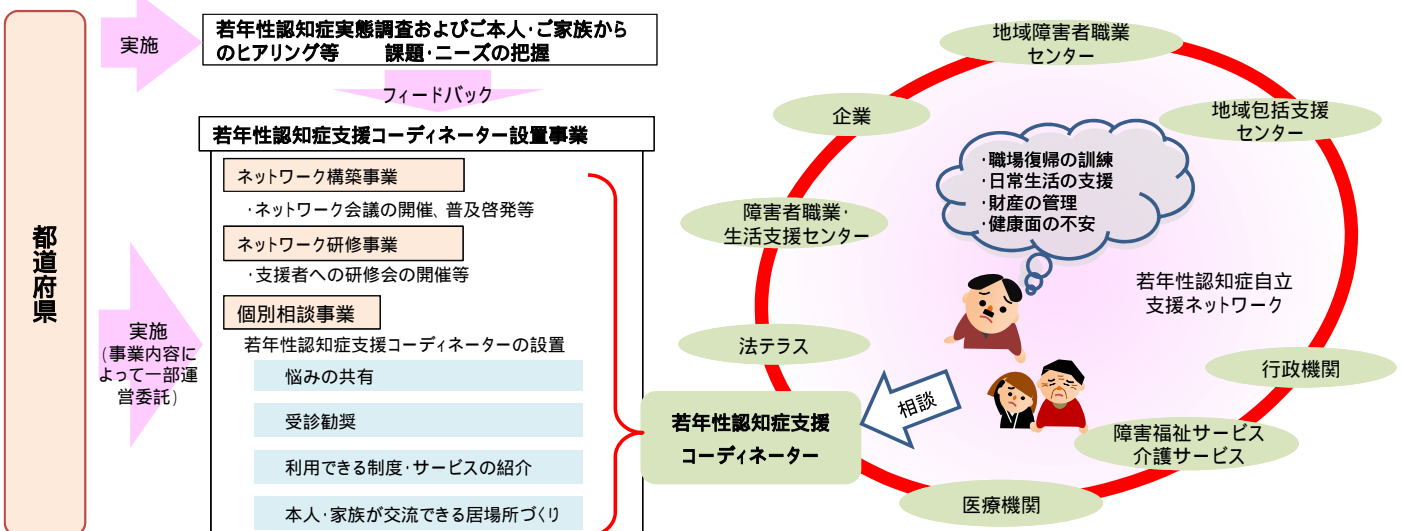 都道府県
実施
若年性認知症実態調査およびご本人･ご家族から
のヒアリング等　　課題･ニーズの把握
フィードバック
実施
(事業内容に
よって一部運
営委託)
若年性認知症支援コーディネーター設置事業
ネットワーク構築事業
･ネットワーク会議の開催、普及啓発等
ネットワーク研修事業
･支援者への研修会の開催等
個別相談事業
若年性認知症支援コーディネーターの設置
悩みの共有
受診勧奨
利用できる制度･サービスの紹介
本人･家族が交流できる居場所づくり
若年性認知症支援
コーディネーター
相談
地域障害者職業
センター
企業
地域包括支援
センター
･職場復帰の訓練
･日常生活の支援
･財産の管理
･健康面の不安
障害者職業･
生活支援センター
若年性認知症自立
支援ネットワーク
法テラス
行政機関
障害福祉サービス
介護サービス
医療機関